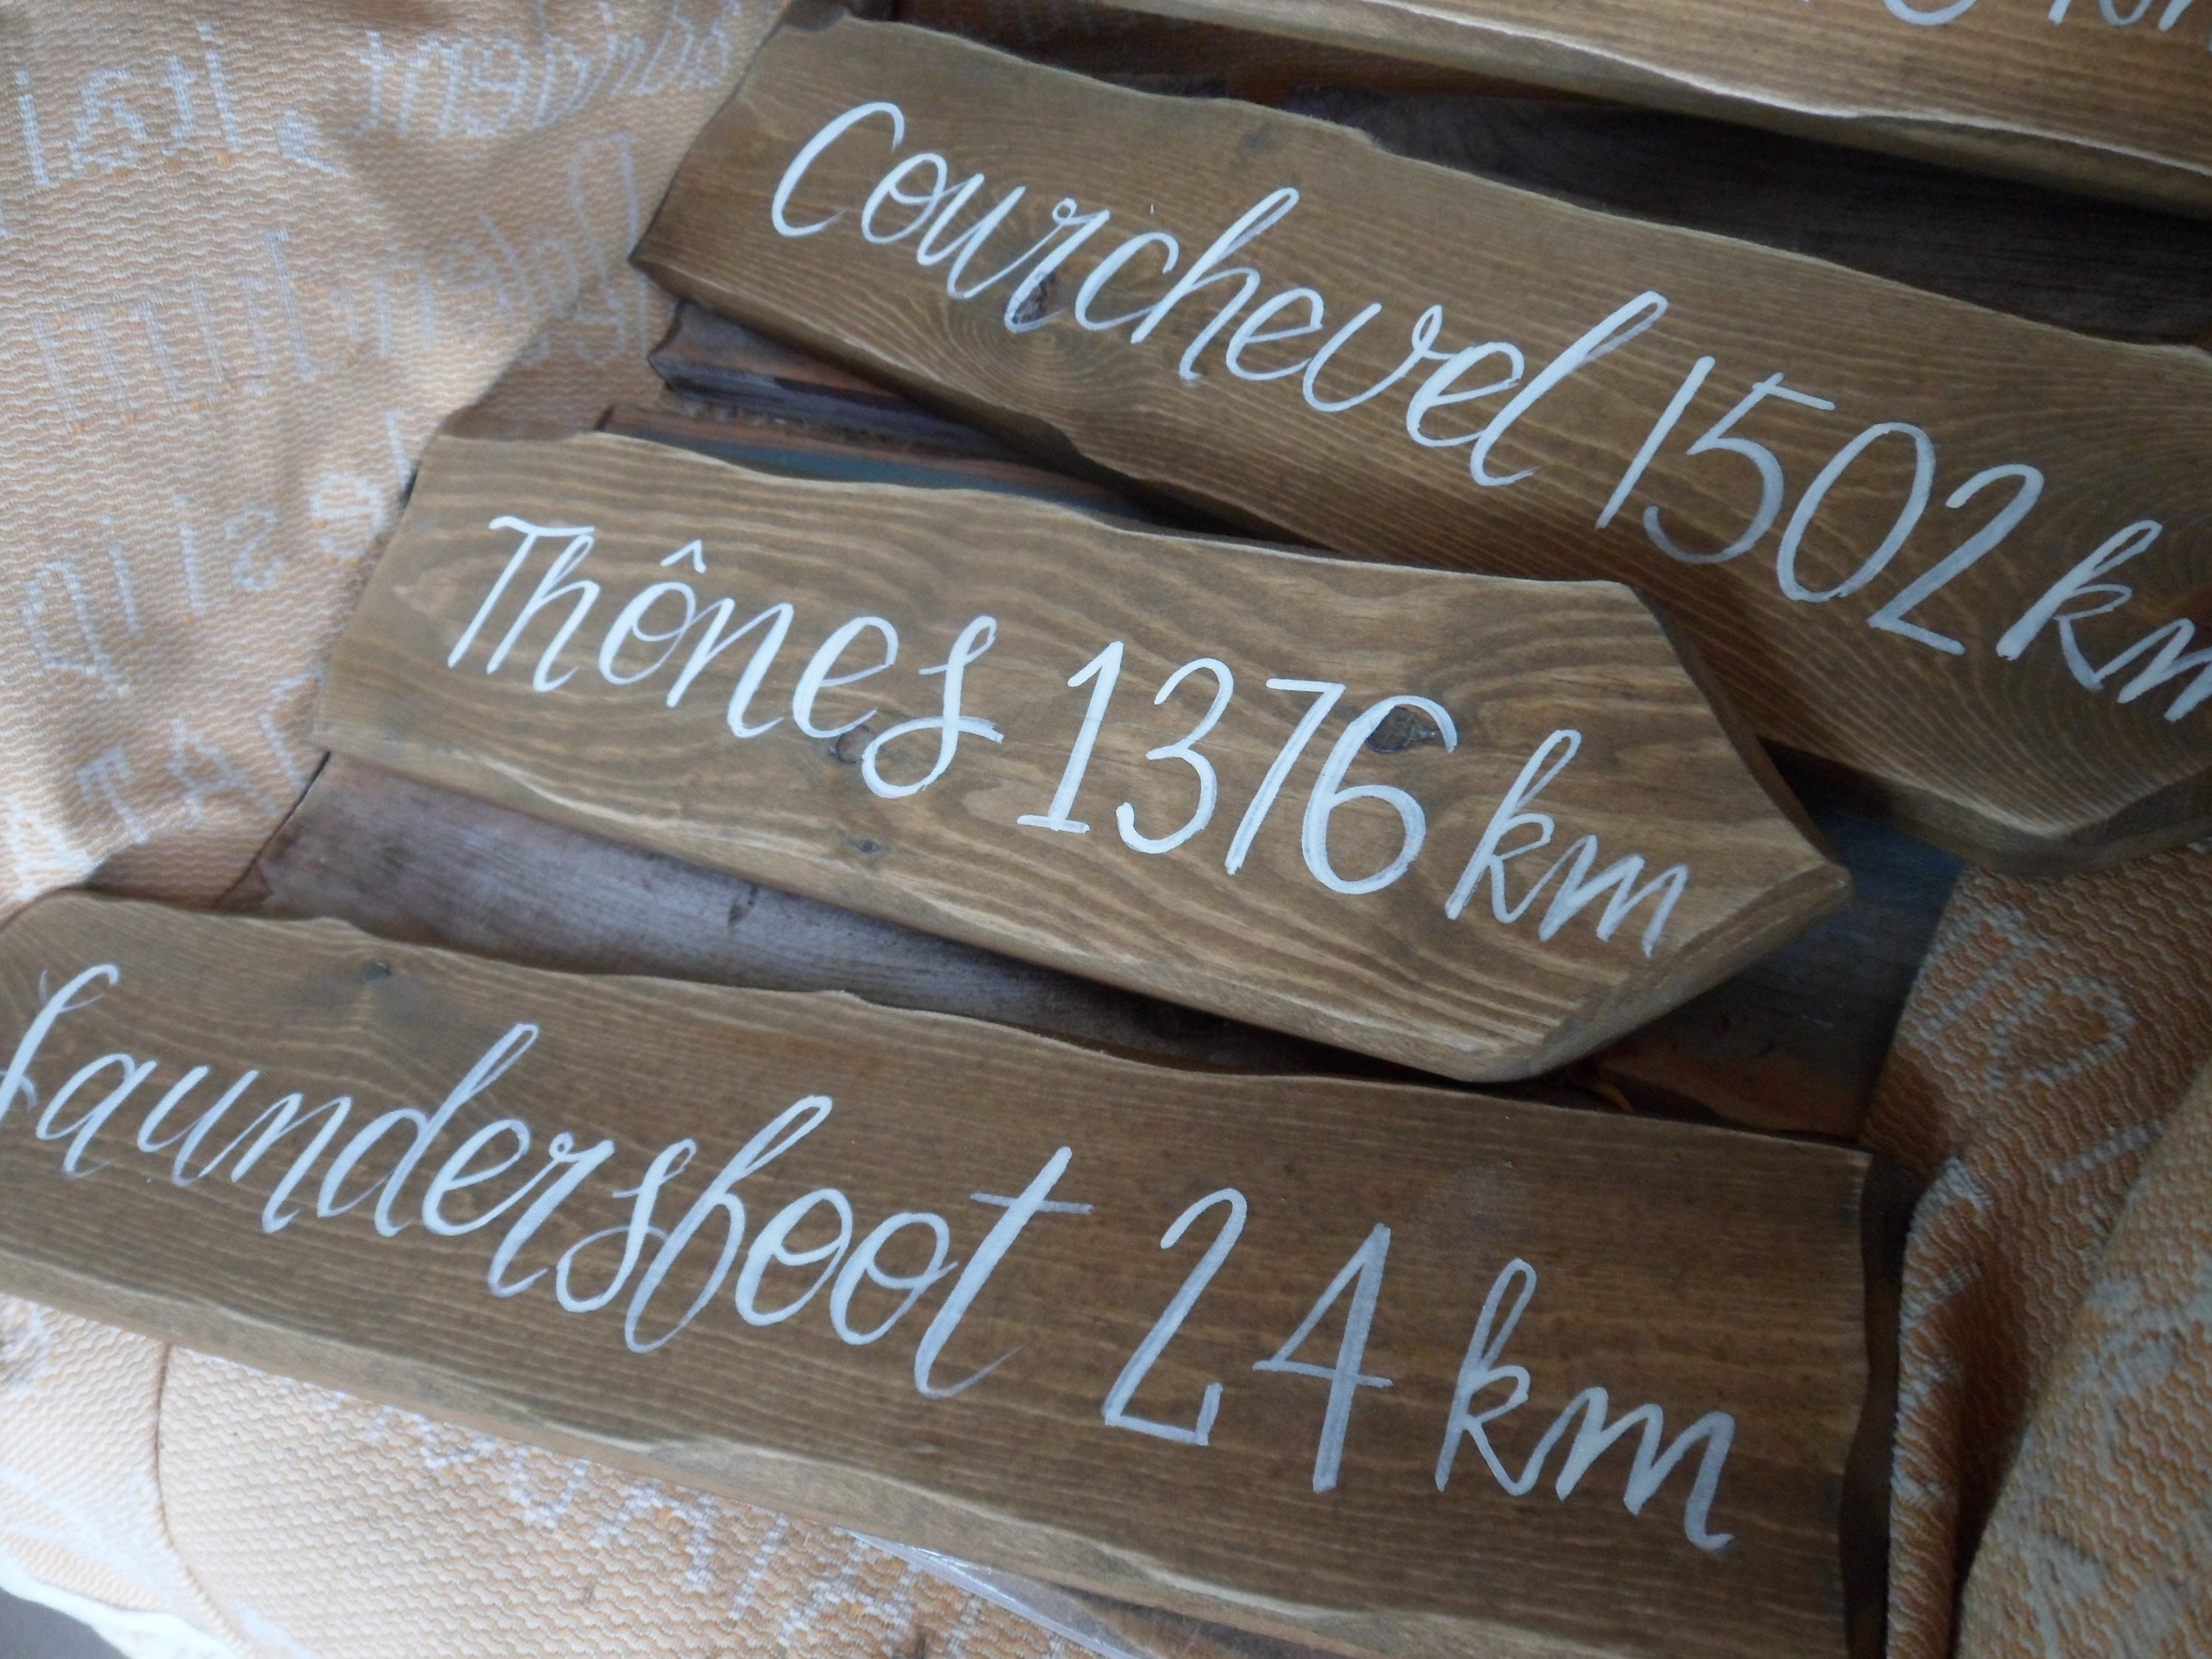 Courchevel 1502 km
Thônes 1376 km
Saundersfoot 24 km